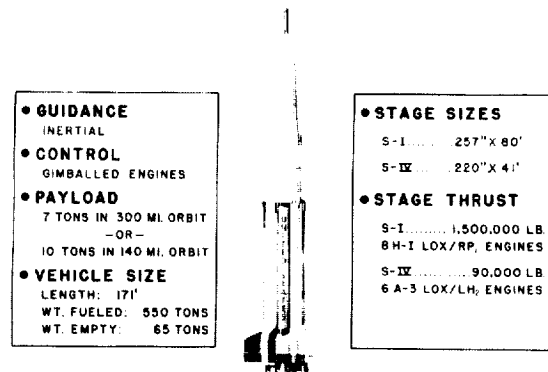 ● GUIDANCE
INERTIAL
● CONTROL
GIMBALLED ENGINES
● PAYLOAD
7 TONS IN 300 MI. ORBIT
—OR—
10 TONS IN 140 MI. ORBIT
● VEHICLE SIZE
LENGTH: 171'
WT. FUELED: 550 TONS
WT. EMPTY: 65 TONS
● STAGE SIZES
S-I ...... .257" X 80'
S-IV .....220" X 41'
● STAGE THRUST
S-I ......... 1,500,000 LB.
8 H-I LOX/RP, ENGINES
S-IV ........... 90,000 LB.
6 A-3 LOX/LH₂ ENGINES